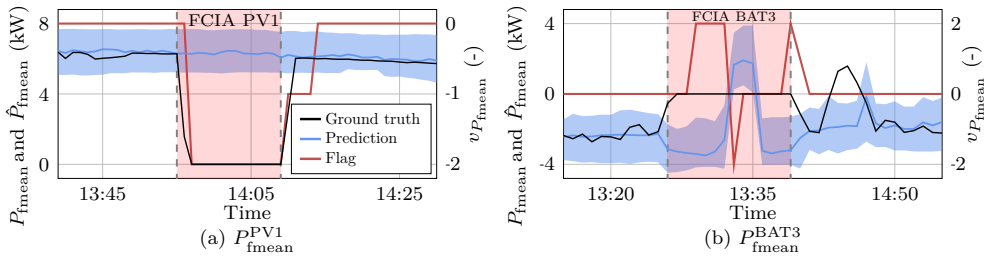 P_fmean and P̂_fmean (kW)
8
4
0
FCIA PV1
Ground truth
Prediction
Flag
0
-1
-2
v_P_fmean (-)
13:45
14:05
14:25
Time
(a) P_fmean^PV1
P_fmean and P̂_fmean (kW)
4
0
-4
FCIA BAT3
2
1
0
-1
-2
v_P_fmean (-)
13:20
13:35
14:50
Time
(b) P_fmean^BAT3